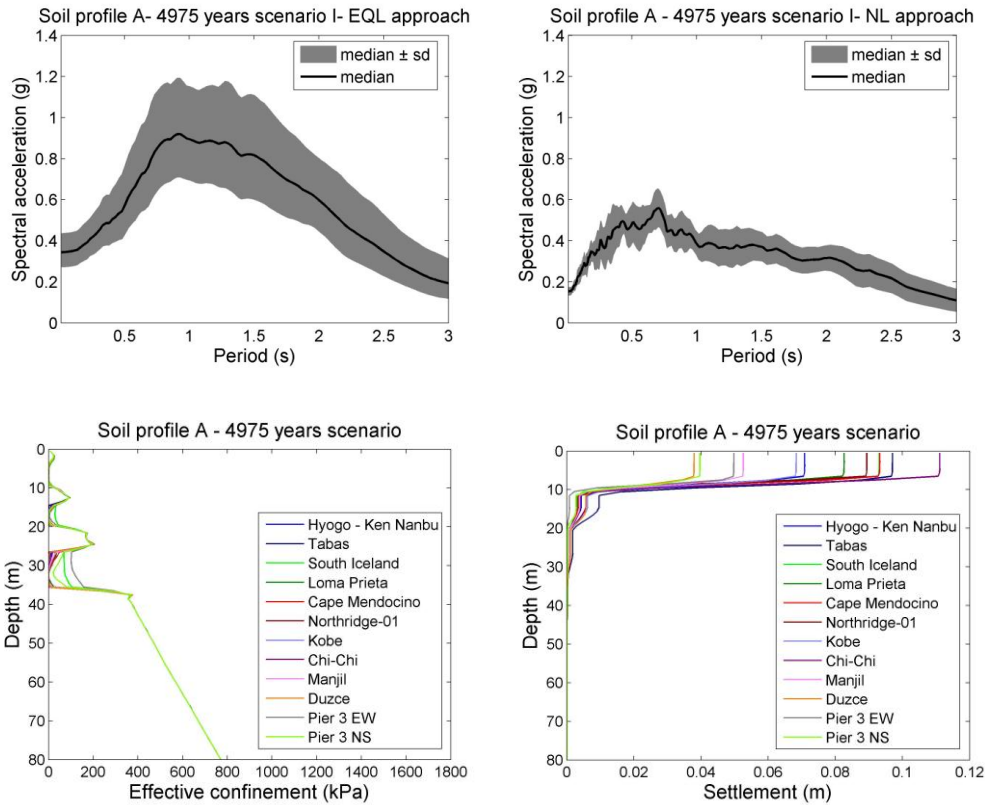 Soil profile A- 4975 years scenario I- EQL approach
1.4
1.2
1
0.8
0.6
0.4
0.2
0
Spectral acceleration (g)
median ± sd
median
0.5
1
1.5
2
2.5
3
Period (s)
Soil profile A - 4975 years scenario I- NL approach
1.4
1.2
1
0.8
0.6
0.4
0.2
0
Spectral acceleration (g)
median ± sd
median
0.5
1
1.5
2
2.5
3
Period (s)
Soil profile A - 4975 years scenario
0
10
20
30
40
50
60
70
80
Depth (m)
Hyogo - Ken Nanbu
Tabas
South Iceland
Loma Prieta
Cape Mendocino
Northridge-01
Kobe
Chi-Chi
Manjil
Duzce
Pier 3 EW
Pier 3 NS
0
200
400
600
800
1000
1200
1400
1600
1800
Effective confinement (kPa)
Soil profile A - 4975 years scenario
0
10
20
30
40
50
60
70
80
Depth (m)
Hyogo - Ken Nanbu
Tabas
South Iceland
Loma Prieta
Cape Mendocino
Northridge-01
Kobe
Chi-Chi
Manjil
Duzce
Pier 3 EW
Pier 3 NS
0
0.02
0.04
0.06
0.08
0.1
0.12
Settlement (m)